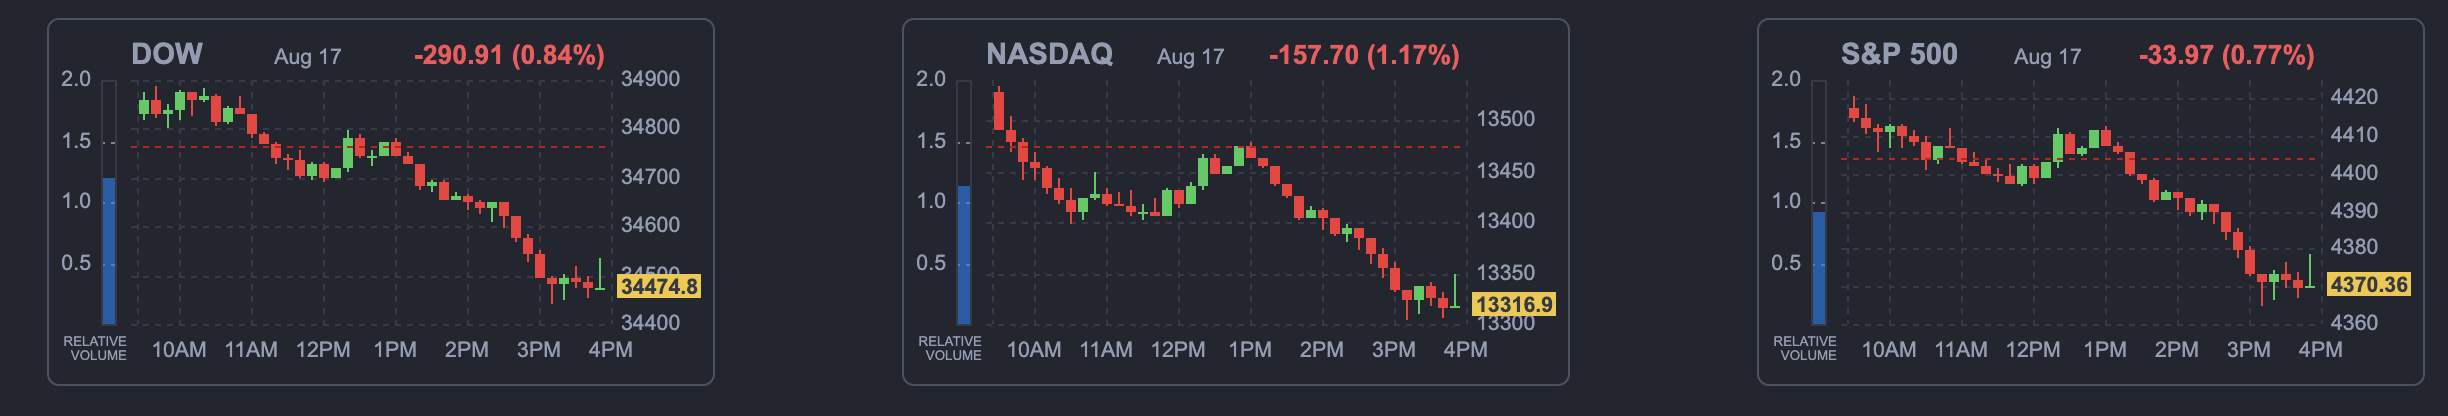 DOW Aug 17 -290.91 (0.84%)
2.0
1.5
1.0
0.5
34900
34800
34700
34600
34500
34474.8
34400
RELATIVE
VOLUME
10AM 11AM 12PM 1PM 2PM 3PM 4PM
NASDAQ Aug 17 -157.70 (1.17%)
2.0
1.5
1.0
0.5
13500
13450
13400
13350
13316.9
13300
RELATIVE
VOLUME
10AM 11AM 12PM 1PM 2PM 3PM 4PM
S&P 500 Aug 17 -33.97 (0.77%)
2.0
1.5
1.0
0.5
4420
4410
4400
4390
4380
4370.36
4360
RELATIVE
VOLUME
10AM 11AM 12PM 1PM 2PM 3PM 4PM